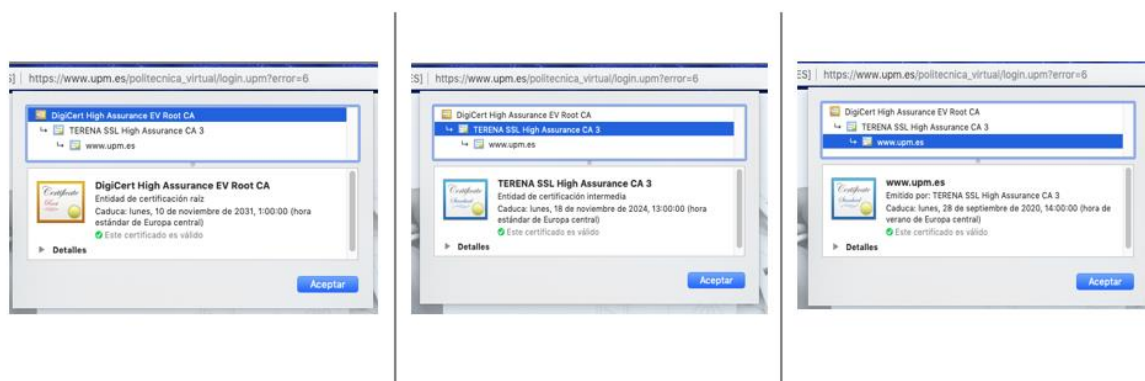 S] | https://www.upm.es/politecnica_virtual/login.upm?error=6
DigiCert High Assurance EV Root CA
TERENA SSL High Assurance CA 3
www.upm.es
DigiCert High Assurance EV Root CA
Entidad de certificación raíz
Caduca: lunes, 10 de noviembre de 2031, 1:00:00 (hora
estándar de Europa central)
Este certificado es válido
Detalles
Aceptar
ES] | https://www.upm.es/politecnica_virtual/login.upm?error=6
DigiCert High Assurance EV Root CA
TERENA SSL High Assurance CA 3
www.upm.es
TERENA SSL High Assurance CA 3
Entidad de certificación intermedia
Caduca: lunes, 18 de noviembre de 2024, 13:00:00 (hora
estándar de Europa central)
Este certificado es válido
Detalles
Aceptar
ES] | https://www.upm.es/politecnica_virtual/login.upm?error=6
DigiCert High Assurance EV Root CA
TERENA SSL High Assurance CA 3
www.upm.es
www.upm.es
Emitido por: TERENA SSL High Assurance CA 3
Caduca: lunes, 28 de septiembre de 2020, 14:00:00 (hora de
verano de Europa central)
Este certificado es válido
Detalles
Aceptar